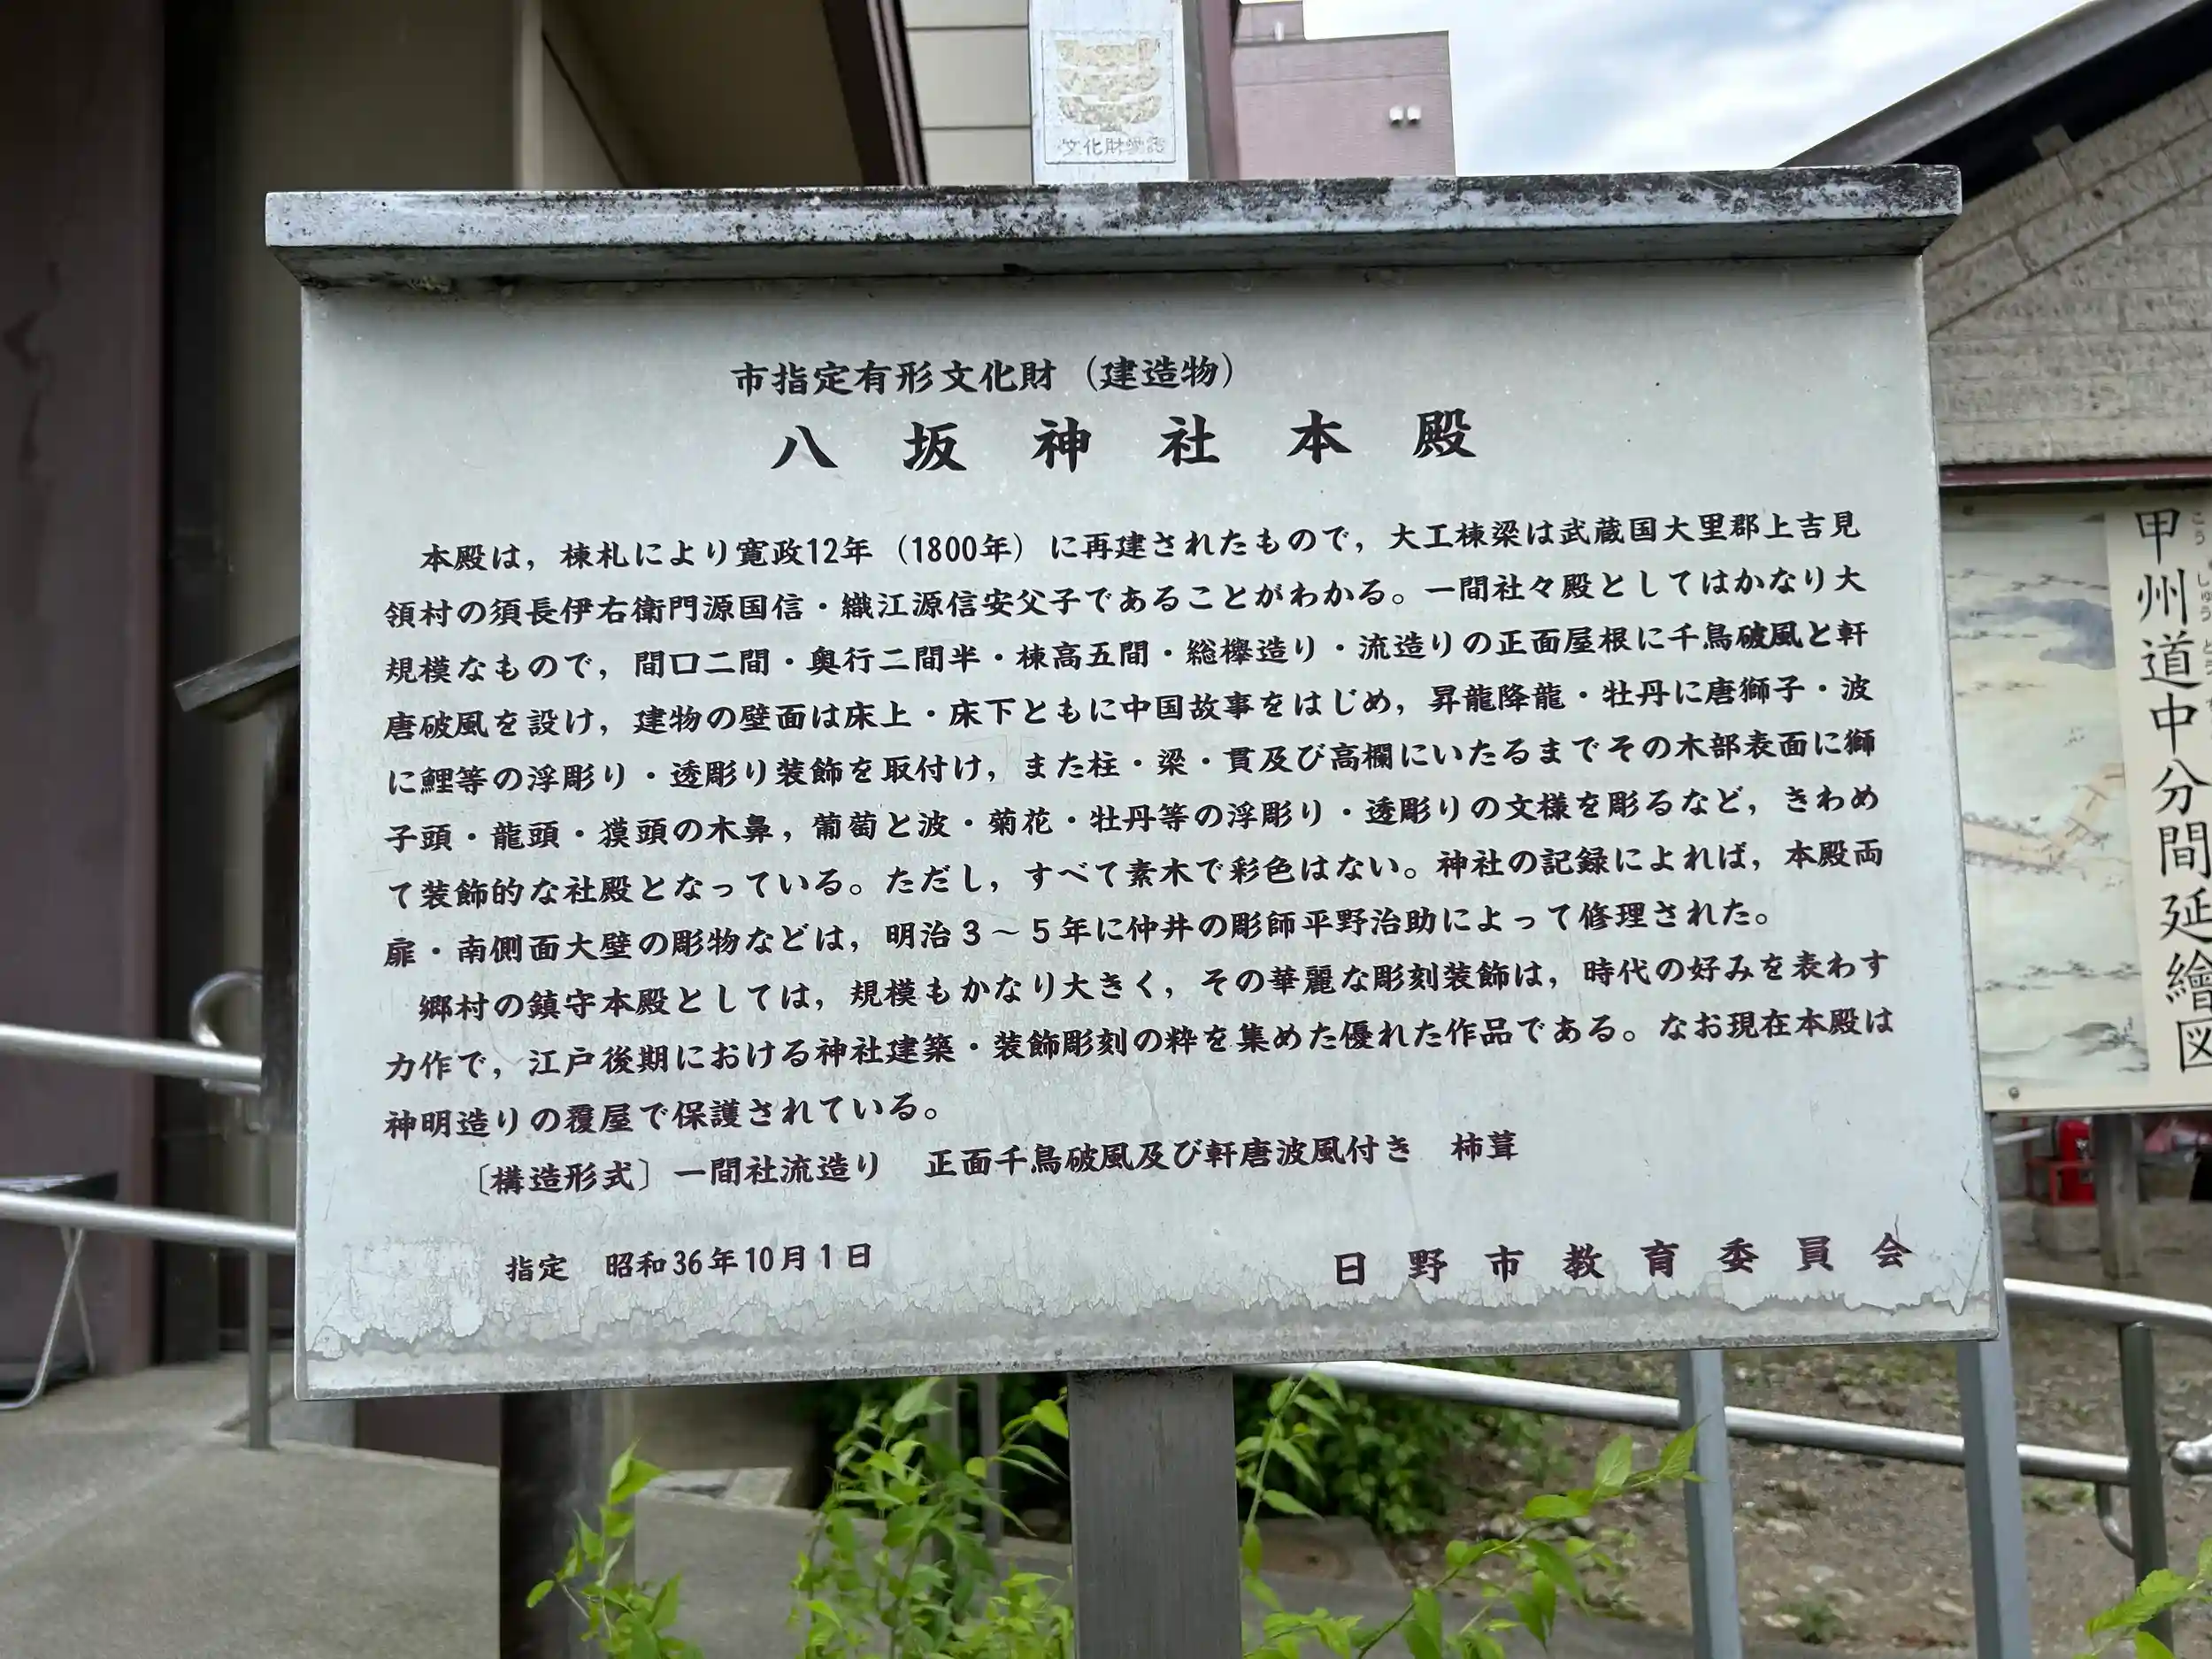 文化財愛護
市指定有形文化財（建造物）
八坂神社本殿
本殿は，棟札により寛政12年（1800年）に再建されたもので，大工棟梁は武蔵国大里郡上吉見
領村の須長伊右衛門源国信・織江源信安父子であることがわかる。一間社々殿としてはかなり大
規模なもので，間口二間・奥行二間半・棟高五間・総欅造り・流造りの正面屋根に千鳥破風と軒
唐破風を設け，建物の壁面は床上・床下ともに中国故事をはじめ，昇龍降龍・牡丹に唐獅子・波
に鯉等の浮彫り・透彫り装飾を取付け，また柱・梁・貫及び高欄にいたるまでその木部表面に獅
子頭・龍頭・獏頭の木鼻，葡萄と波・菊花・牡丹等の浮彫り・透彫りの文様を彫るなど，きわめ
て装飾的な社殿となっている。ただし，すべて素木で彩色はない。神社の記録によれば，本殿両
扉・南側面大壁の彫物などは，明治３～５年に仲井の彫師平野治助によって修理された。
郷村の鎮守本殿としては，規模もかなり大きく，その華麗な彫刻装飾は，時代の好みを表わす
力作で，江戸後期における神社建築・装飾彫刻の粋を集めた優れた作品である。なお現在本殿は
神明造りの覆屋で保護されている。
〔構造形式〕一間社流造り　正面千鳥破風及び軒唐波風付き　柿葺
指定　昭和36年10月１日
日野市教育委員会
甲州道中分間延繪図